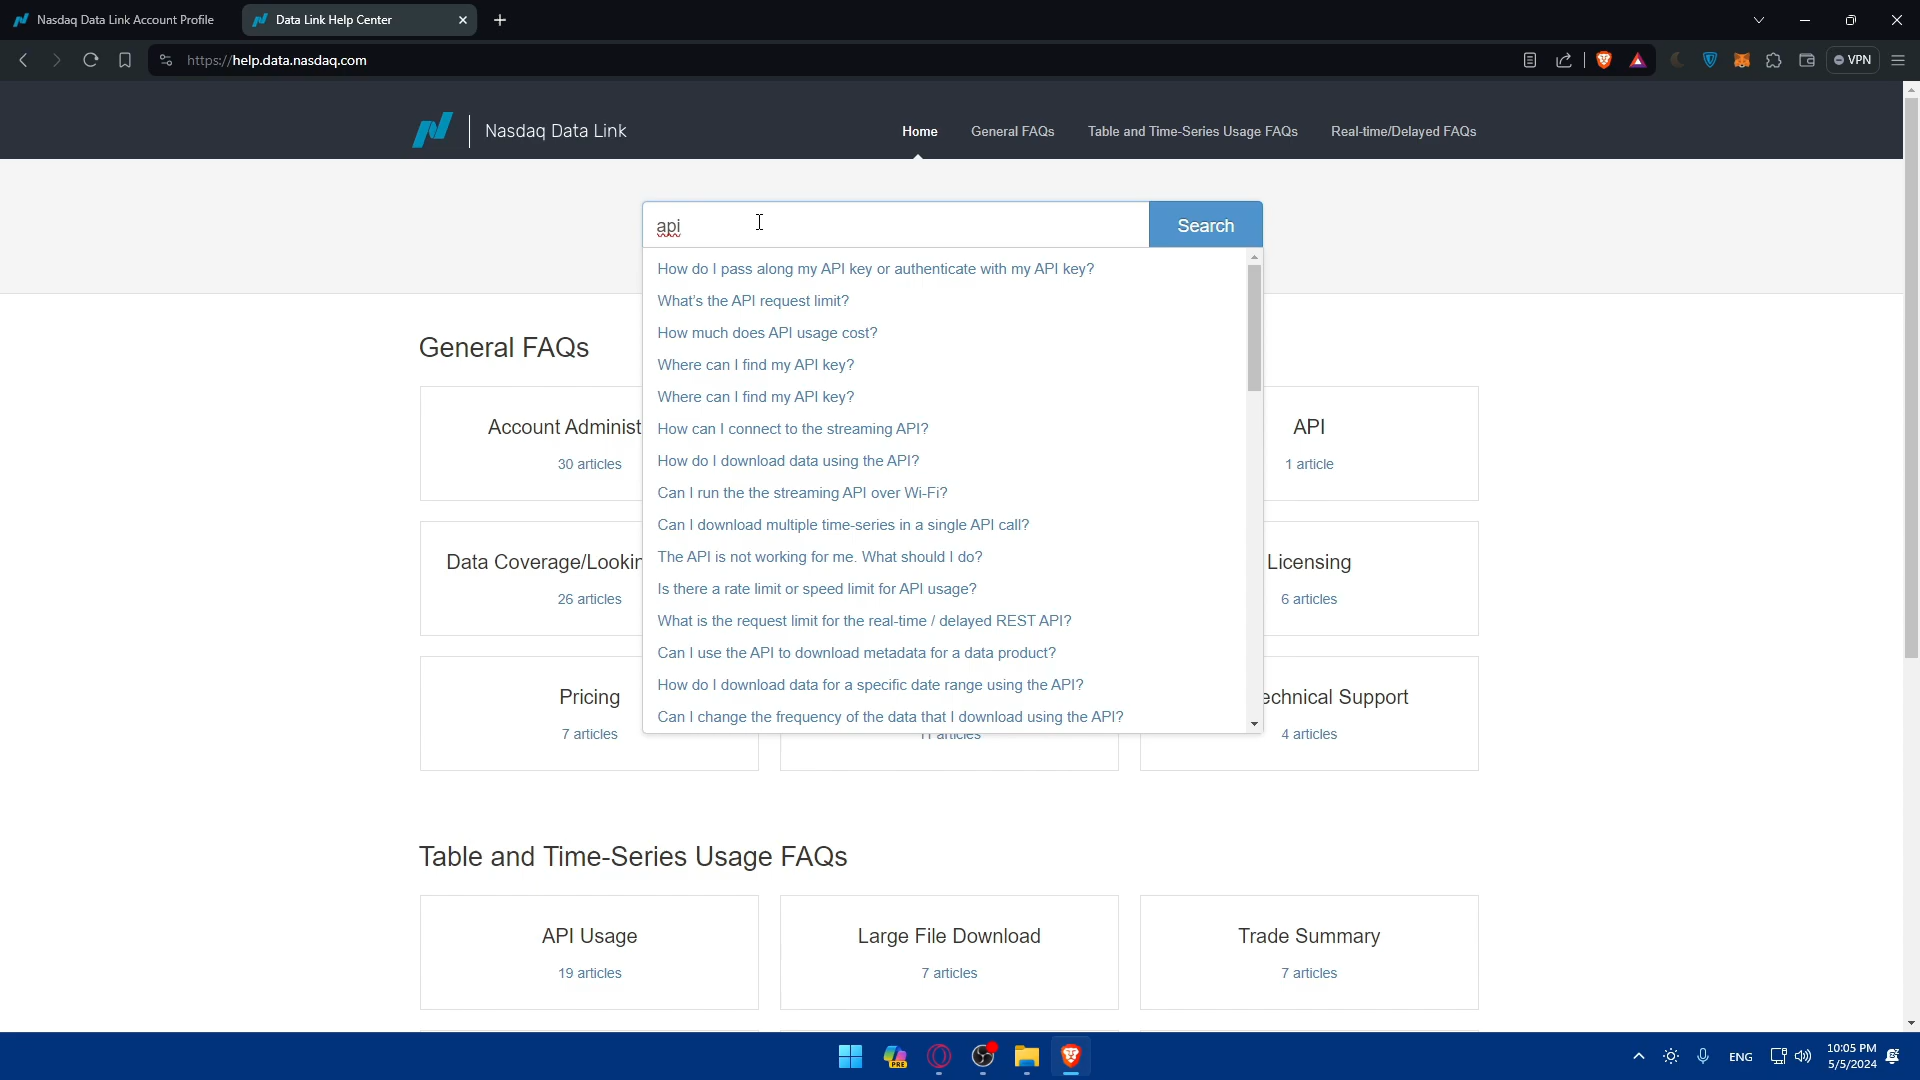 Nasdaq Data Link Account Profile
Data Link Help Center
https://help.data.nasdaq.com
VPN
Nasdaq Data Link
Home
General FAQs
Table and Time-Series Usage FAQs
Real-time/Delayed FAQs
api
Search
How do I pass along my API key or authenticate with my API key?
What's the API request limit?
How much does API usage cost?
Where can I find my API key?
Where can I find my API key?
How can I connect to the streaming API?
How do I download data using the API?
Can I run the the streaming API over Wi-Fi?
Can I download multiple time-series in a single API call?
The API is not working for me. What should I do?
Is there a rate limit or speed limit for API usage?
What is the request limit for the real-time / delayed REST API?
Can I use the API to download metadata for a data product?
How do I download data for a specific date range using the API?
Can I change the frequency of the data that I download using the API?
General FAQs
Account Administ
30 articles
API
1 article
Data Coverage/Lookin
26 articles
Licensing
6 articles
Pricing
7 articles
11 articles
echnical Support
4 articles
Table and Time-Series Usage FAQs
API Usage
19 articles
Large File Download
7 articles
Trade Summary
7 articles
PRE
ENG
10:05 PM
5/5/2024